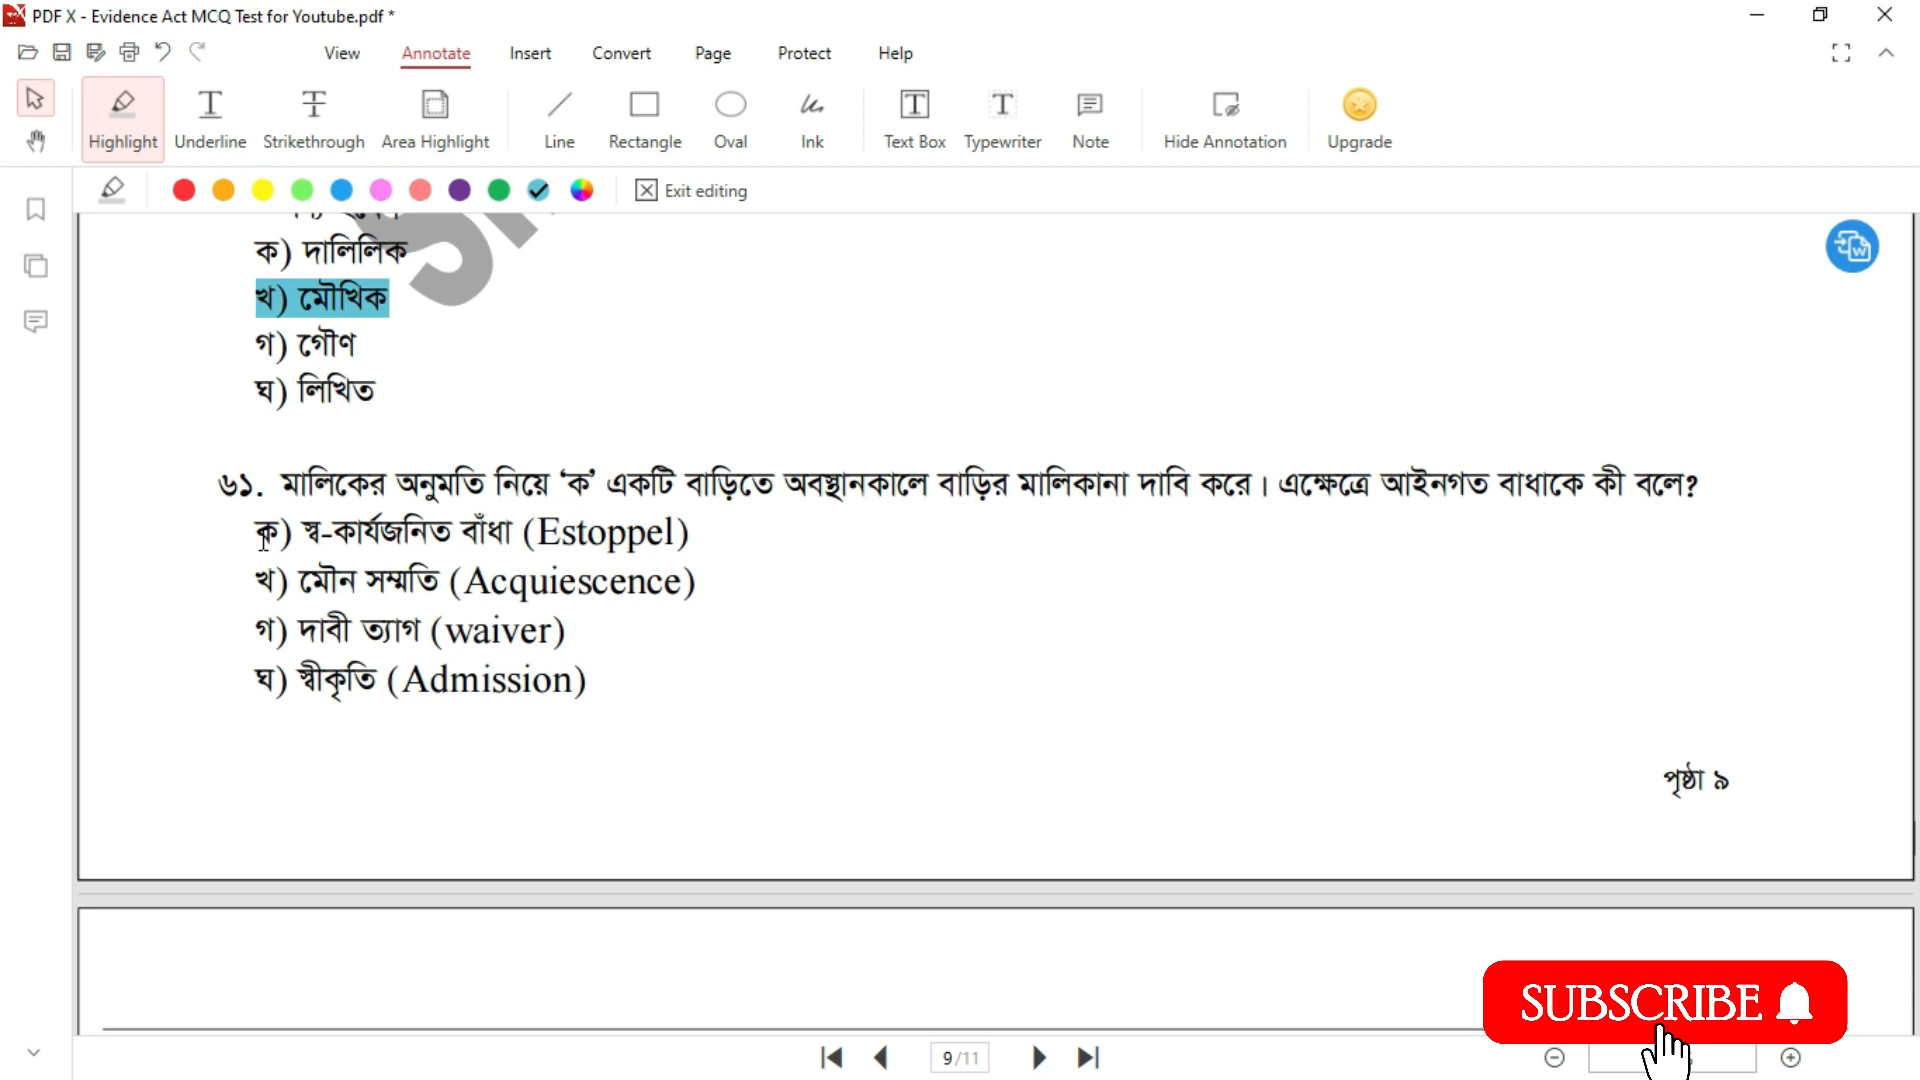 PDF X - Evidence Act MCQ Test for Youtube.pdf *
View Annotate Insert Convert Page Protect Help
Highlight Underline Strikethrough Area Highlight Line Rectangle Oval Ink Text Box Typewriter Note Hide Annotation Upgrade
Exit editing
ক) দালিলিক
খ) মৌখিক
গ) গৌণ
ঘ) লিখিত
৬১. মালিকের অনুমতি নিয়ে ‘ক’ একটি বাড়িতে অবস্থানকালে বাড়ির মালিকানা দাবি করে। এক্ষেত্রে আইনগত বাধাকে কী বলে?
ক) স্ব-কার্যজনিত বাঁধা (Estoppel)
খ) মৌন সম্মতি (Acquiescence)
গ) দাবী ত্যাগ (waiver)
ঘ) স্বীকৃতি (Admission)
পৃষ্ঠা ৯
SUBSCRIBE
9/11